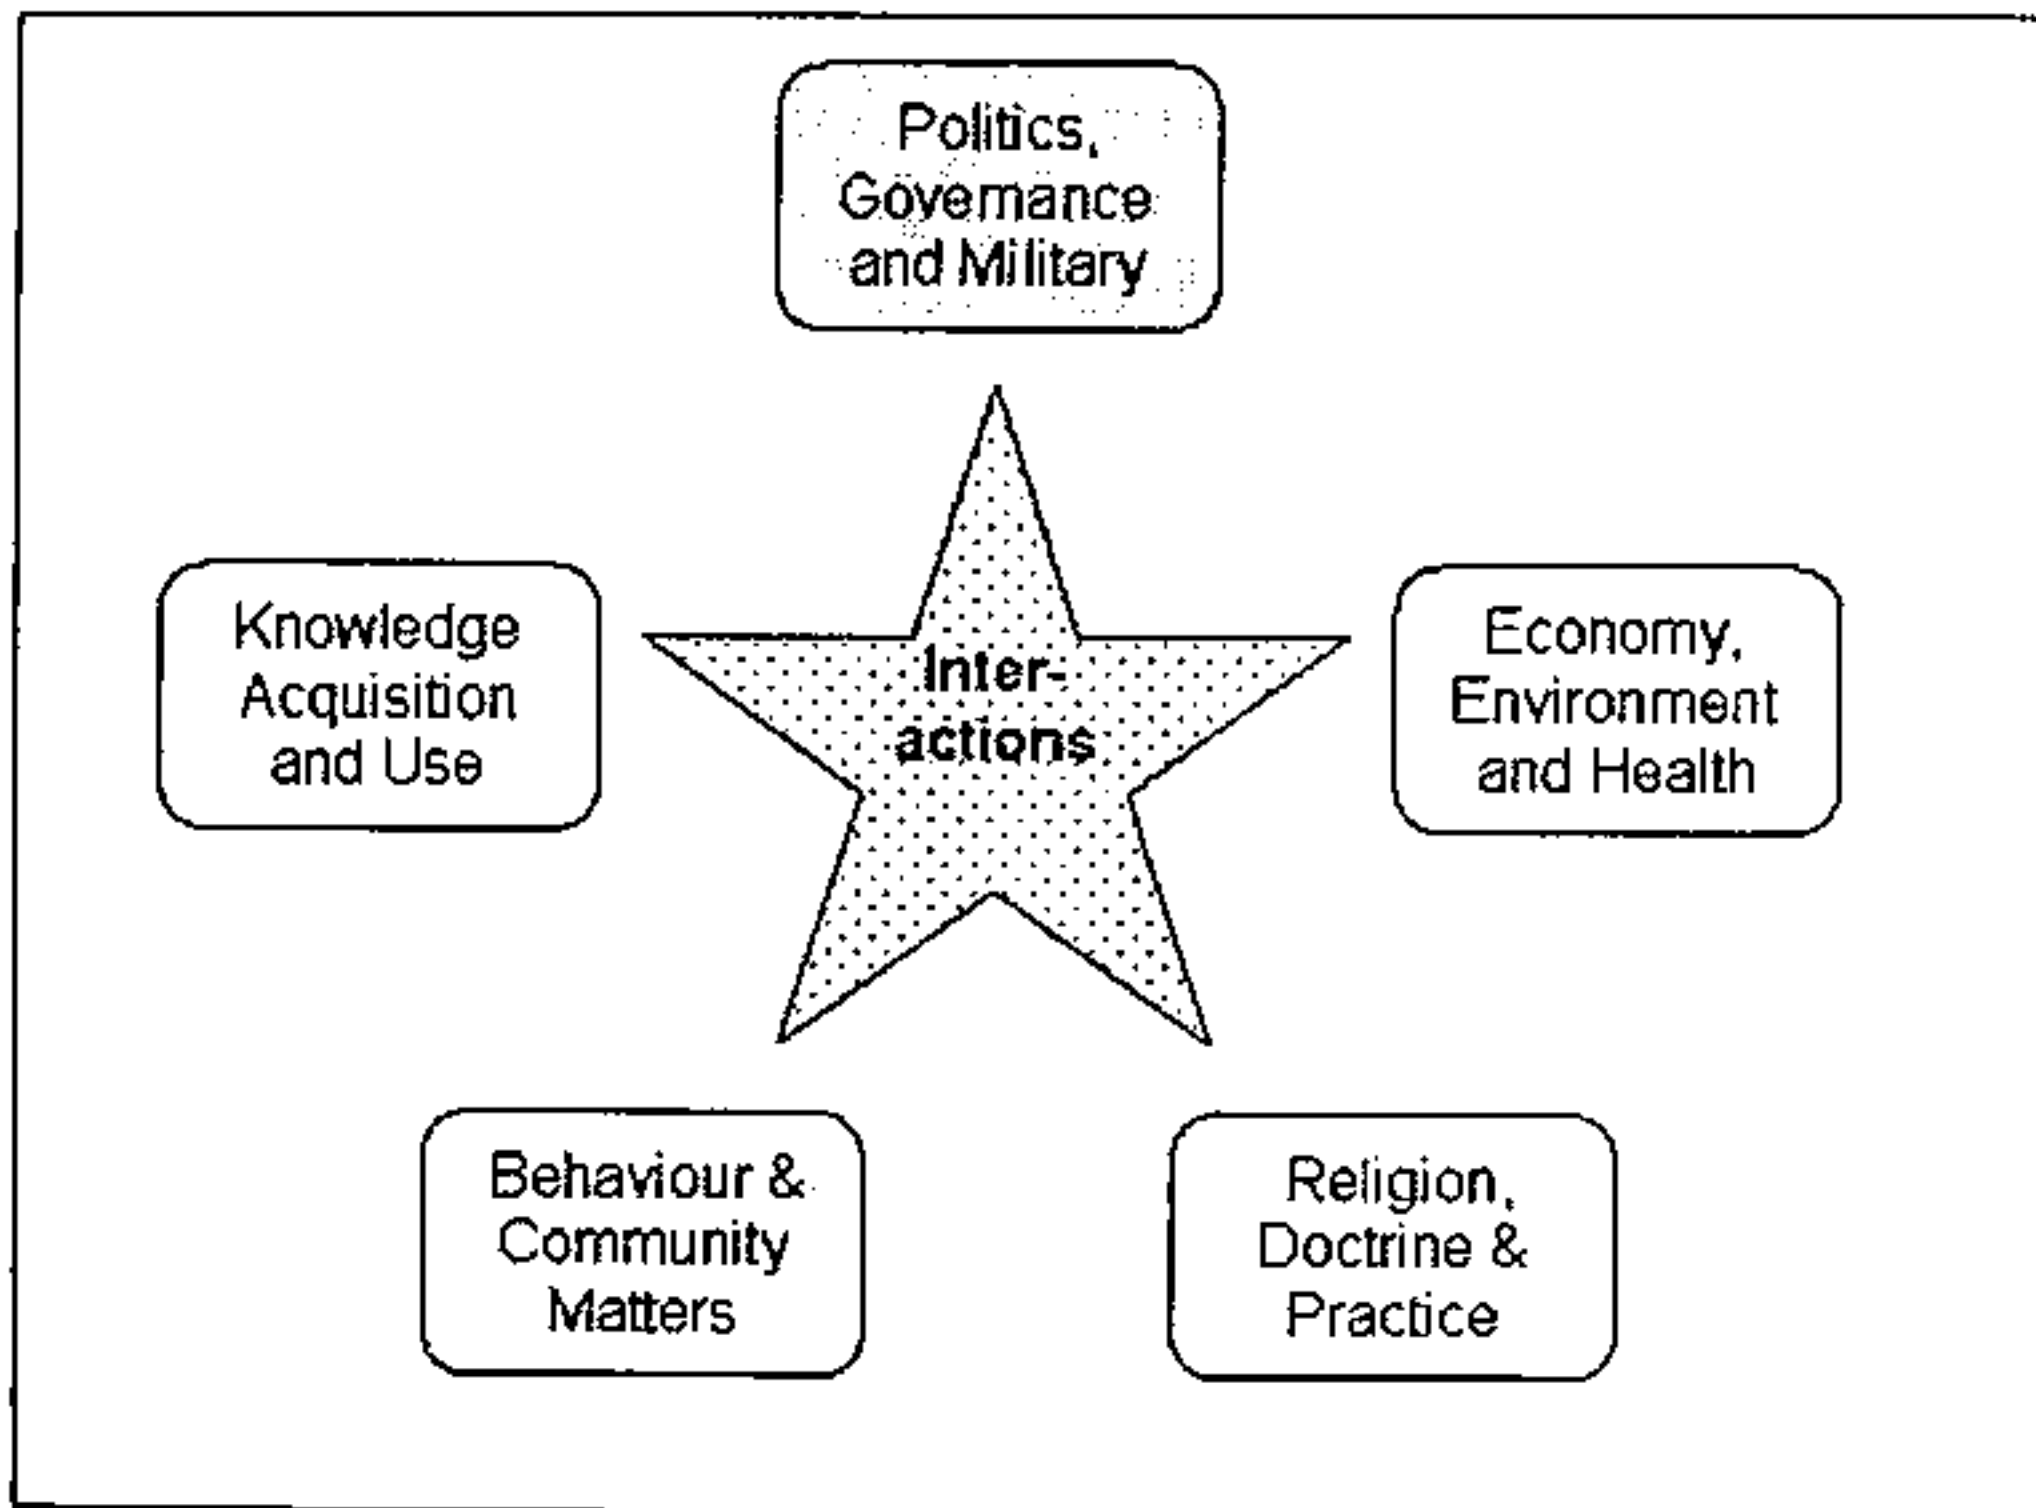 Politics,
Governance
and Military
Knowledge
Acquisition
and Use
Inter-
actions
Economy,
Environment
and Health
Behaviour &
Community
Matters
Religion,
Doctrine &
Practice